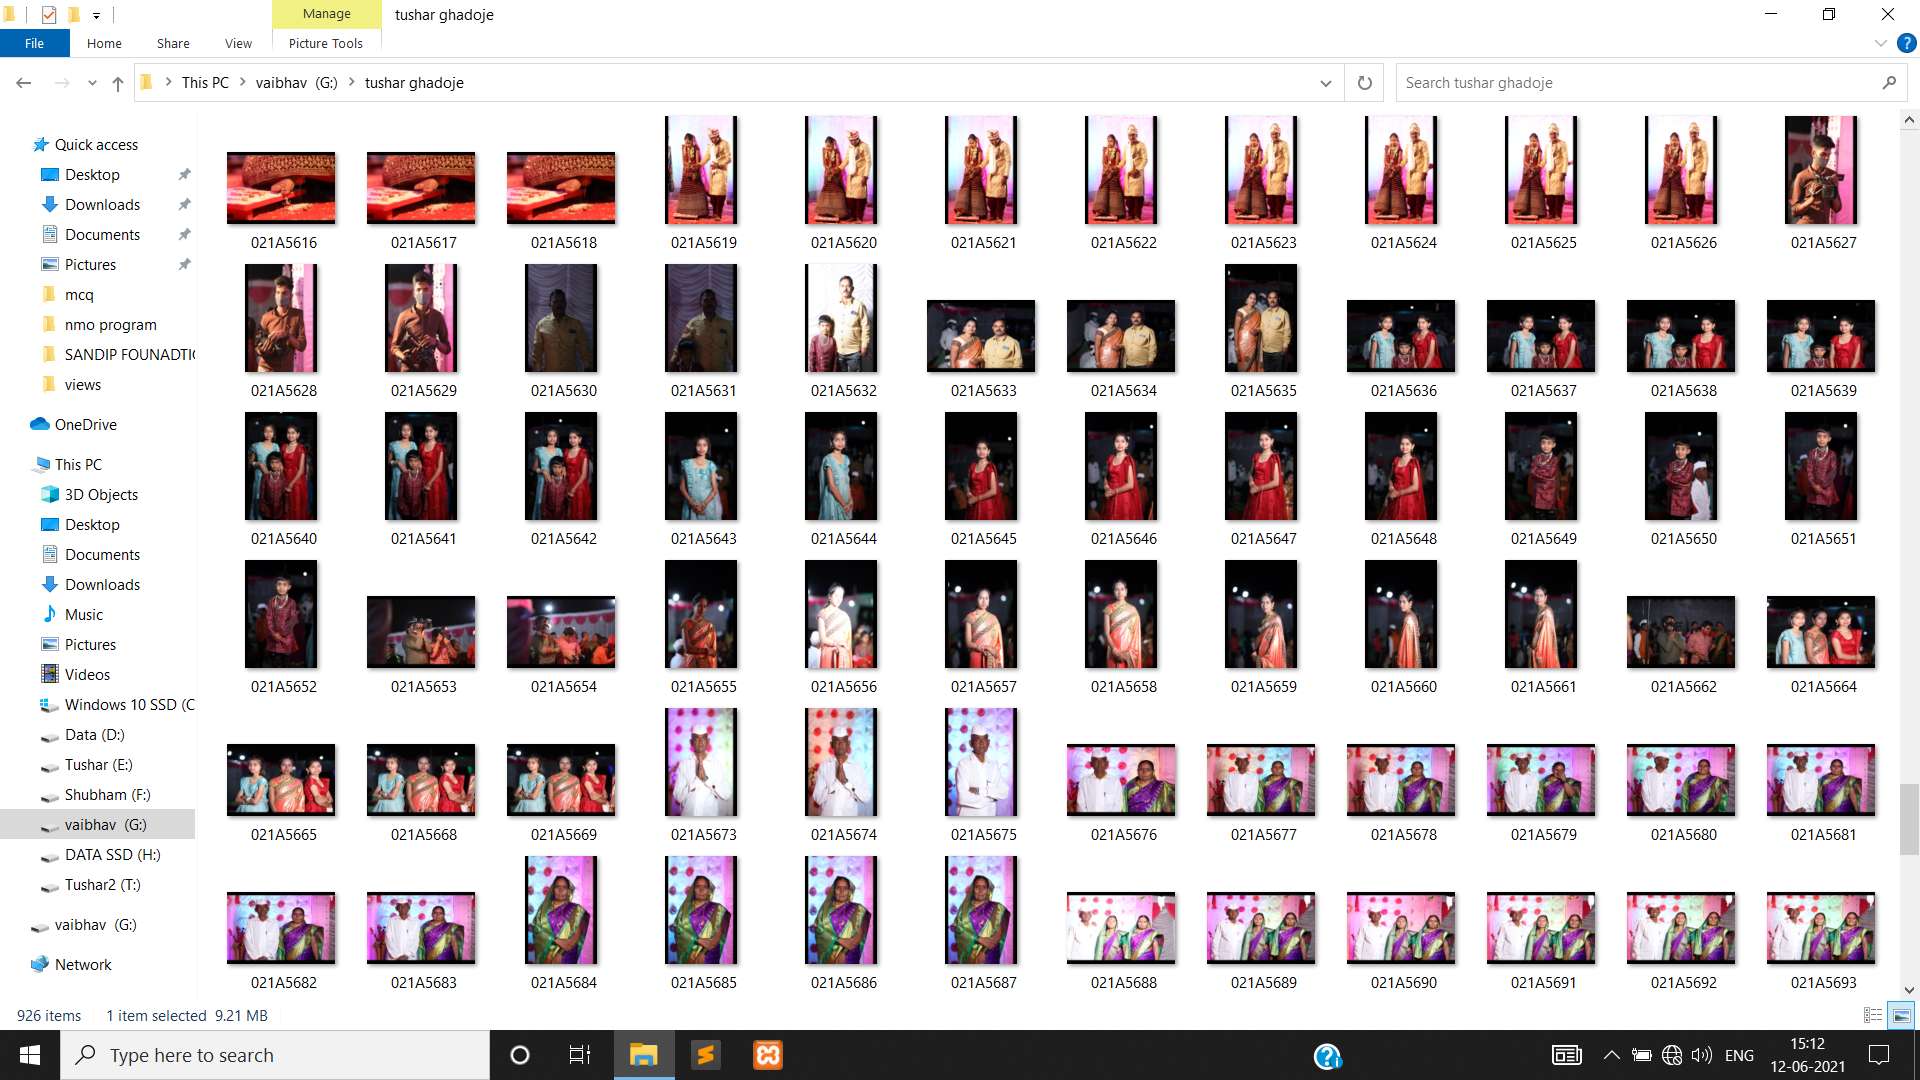 Manage
tushar ghadoje
File
Home
Share
View
Picture Tools
This PC
vaibhav (G:)
tushar ghadoje
Search tushar ghadoje
Quick access
Desktop
Downloads
Documents
Pictures
mcq
nmo program
SANDIP FOUNADTIO
views
OneDrive
This PC
3D Objects
Desktop
Documents
Downloads
Music
Pictures
Videos
Windows 10 SSD (C
Data (D:)
Tushar (E:)
Shubham (F:)
vaibhav (G:)
DATA SSD (H:)
Tushar2 (T:)
vaibhav (G:)
Network
021A5616 021A5617 021A5618 021A5619 021A5620 021A5621 021A5622 021A5623 021A5624 021A5625 021A5626 021A5627
021A5628 021A5629 021A5630 021A5631 021A5632 021A5633 021A5634 021A5635 021A5636 021A5637 021A5638 021A5639
021A5640 021A5641 021A5642 021A5643 021A5644 021A5645 021A5646 021A5647 021A5648 021A5649 021A5650 021A5651
021A5652 021A5653 021A5654 021A5655 021A5656 021A5657 021A5658 021A5659 021A5660 021A5661 021A5662 021A5664
021A5665 021A5668 021A5669 021A5673 021A5674 021A5675 021A5676 021A5677 021A5678 021A5679 021A5680 021A5681
021A5682 021A5683 021A5684 021A5685 021A5686 021A5687 021A5688 021A5689 021A5690 021A5691 021A5692 021A5693
926 items 1 item selected 9.21 MB
Type here to search
ENG
15:12
12-06-2021